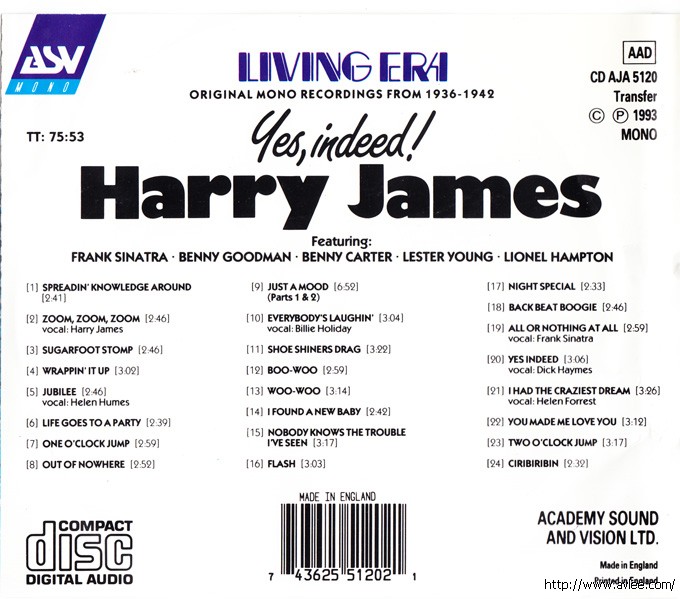 ASV
MONO
LIVING ERA
ORIGINAL MONO RECORDINGS FROM 1936-1942
AAD
CD AJA 5120
Transfer
© ℗ 1993
MONO
TT: 75:53
Yes, indeed!
Harry James
Featuring:
FRANK SINATRA · BENNY GOODMAN · BENNY CARTER · LESTER YOUNG · LIONEL HAMPTON
[1] SPREADIN' KNOWLEDGE AROUND
[2:41]
[2] ZOOM, ZOOM, ZOOM [2:46]
vocal: Harry James
[3] SUGARFOOT STOMP [2:46]
[4] WRAPPIN' IT UP [3:02]
[5] JUBILEE [2:46]
vocal: Helen Humes
[6] LIFE GOES TO A PARTY [2:39]
[7] ONE O'CLOCK JUMP [2:59]
[8] OUT OF NOWHERE [2:52]
[9] JUST A MOOD [6:52]
(Parts 1 & 2)
[10] EVERYBODY'S LAUGHIN' [3:04]
vocal: Billie Holiday
[11] SHOE SHINERS DRAG [3:22]
[12] BOO-WOO [2:59]
[13] WOO-WOO [3:14]
[14] I FOUND A NEW BABY [2:42]
[15] NOBODY KNOWS THE TROUBLE
I'VE SEEN [3:17]
[16] FLASH [3:03]
[17] NIGHT SPECIAL [2:33]
[18] BACK BEAT BOOGIE [2:46]
[19] ALL OR NOTHING AT ALL [2:59]
vocal: Frank Sinatra
[20] YES INDEED [3:06]
vocal: Dick Haymes
[21] I HAD THE CRAZIEST DREAM [3:26]
vocal: Helen Forrest
[22] YOU MADE ME LOVE YOU [3:12]
[23] TWO O'CLOCK JUMP [3:17]
[24] CIRIBIRIBIN [2:32]
COMPACT
disc
DIGITAL AUDIO
MADE IN ENGLAND
7 43625 51202 1
ACADEMY SOUND
AND VISION LTD.
Made in England
Printed in England
http://www.avlee.com/